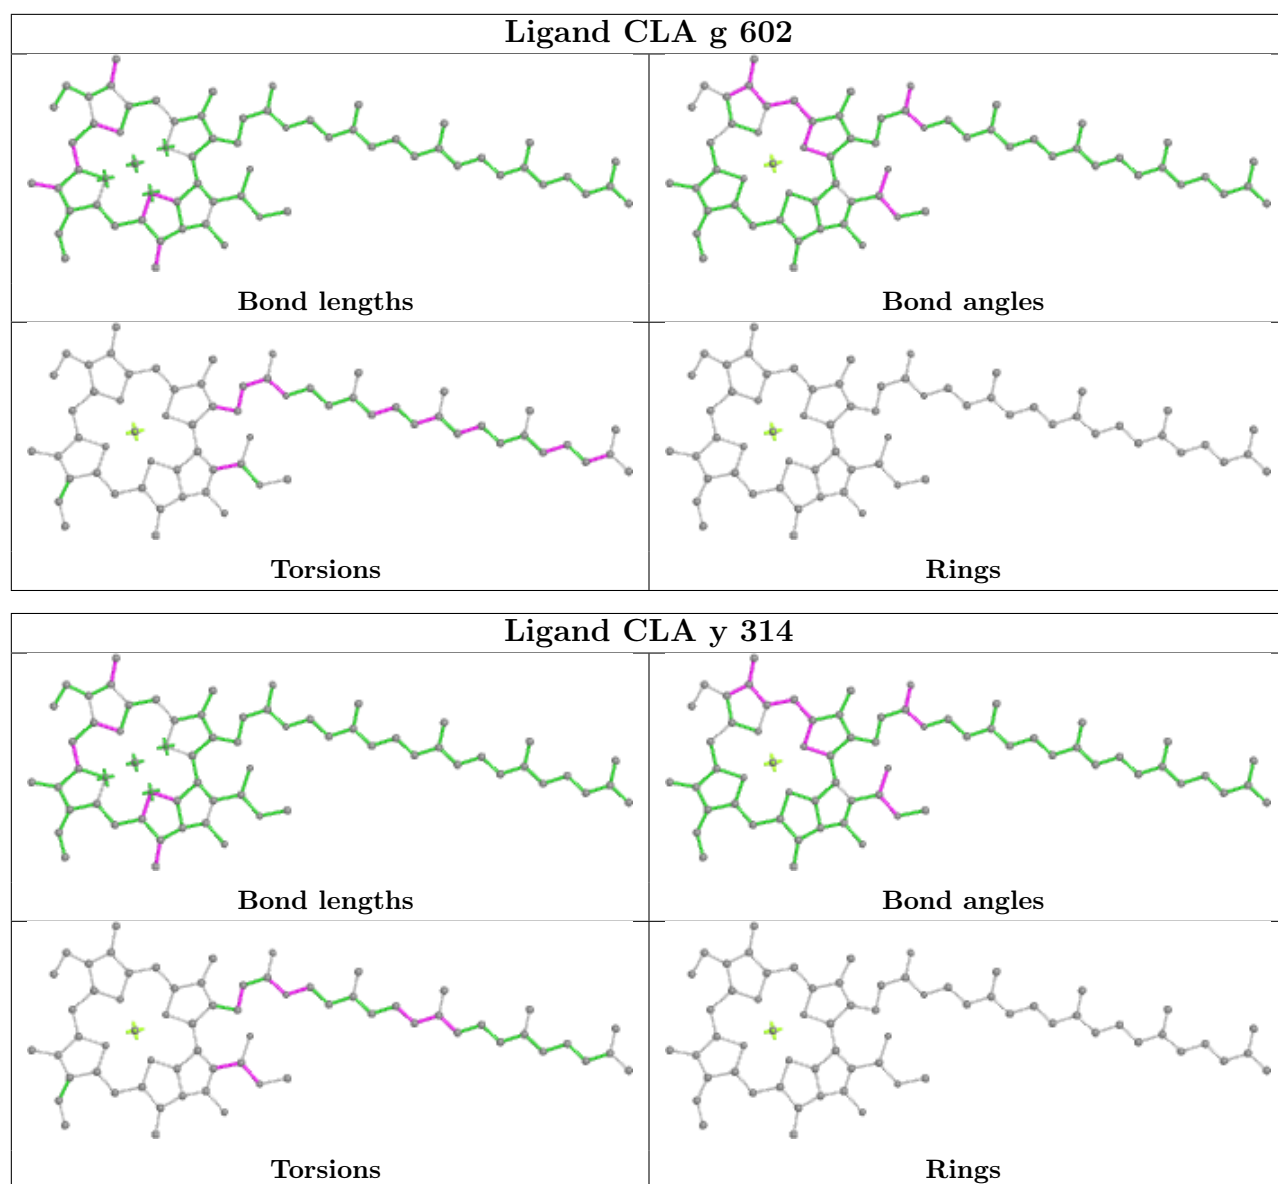 Ligand CLA g 602
Bond lengths
Bond angles
Torsions
Rings
Ligand CLA y 314
Bond lengths
Bond angles
Torsions
Rings